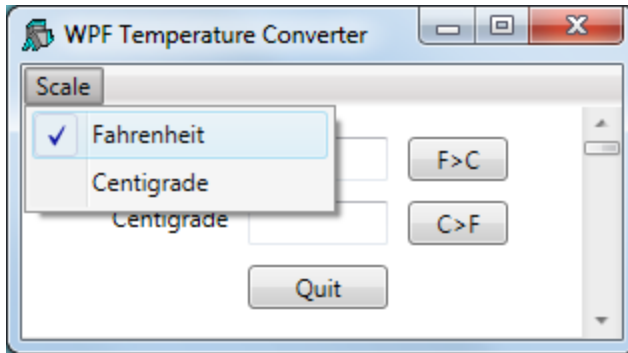 WPF Temperature Converter
Scale
Fahrenheit
F>C
Centigrade
Centigrade
C>F
Quit